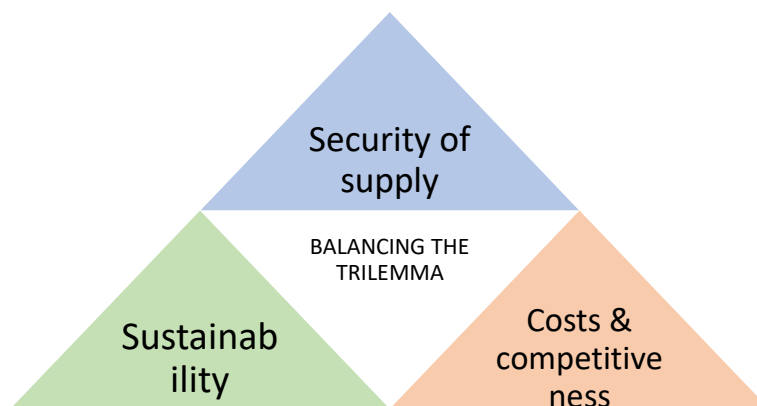 Security of
supply
BALANCING THE
TRILEMMA
Sustainab
ility
Costs &
competitive
ness